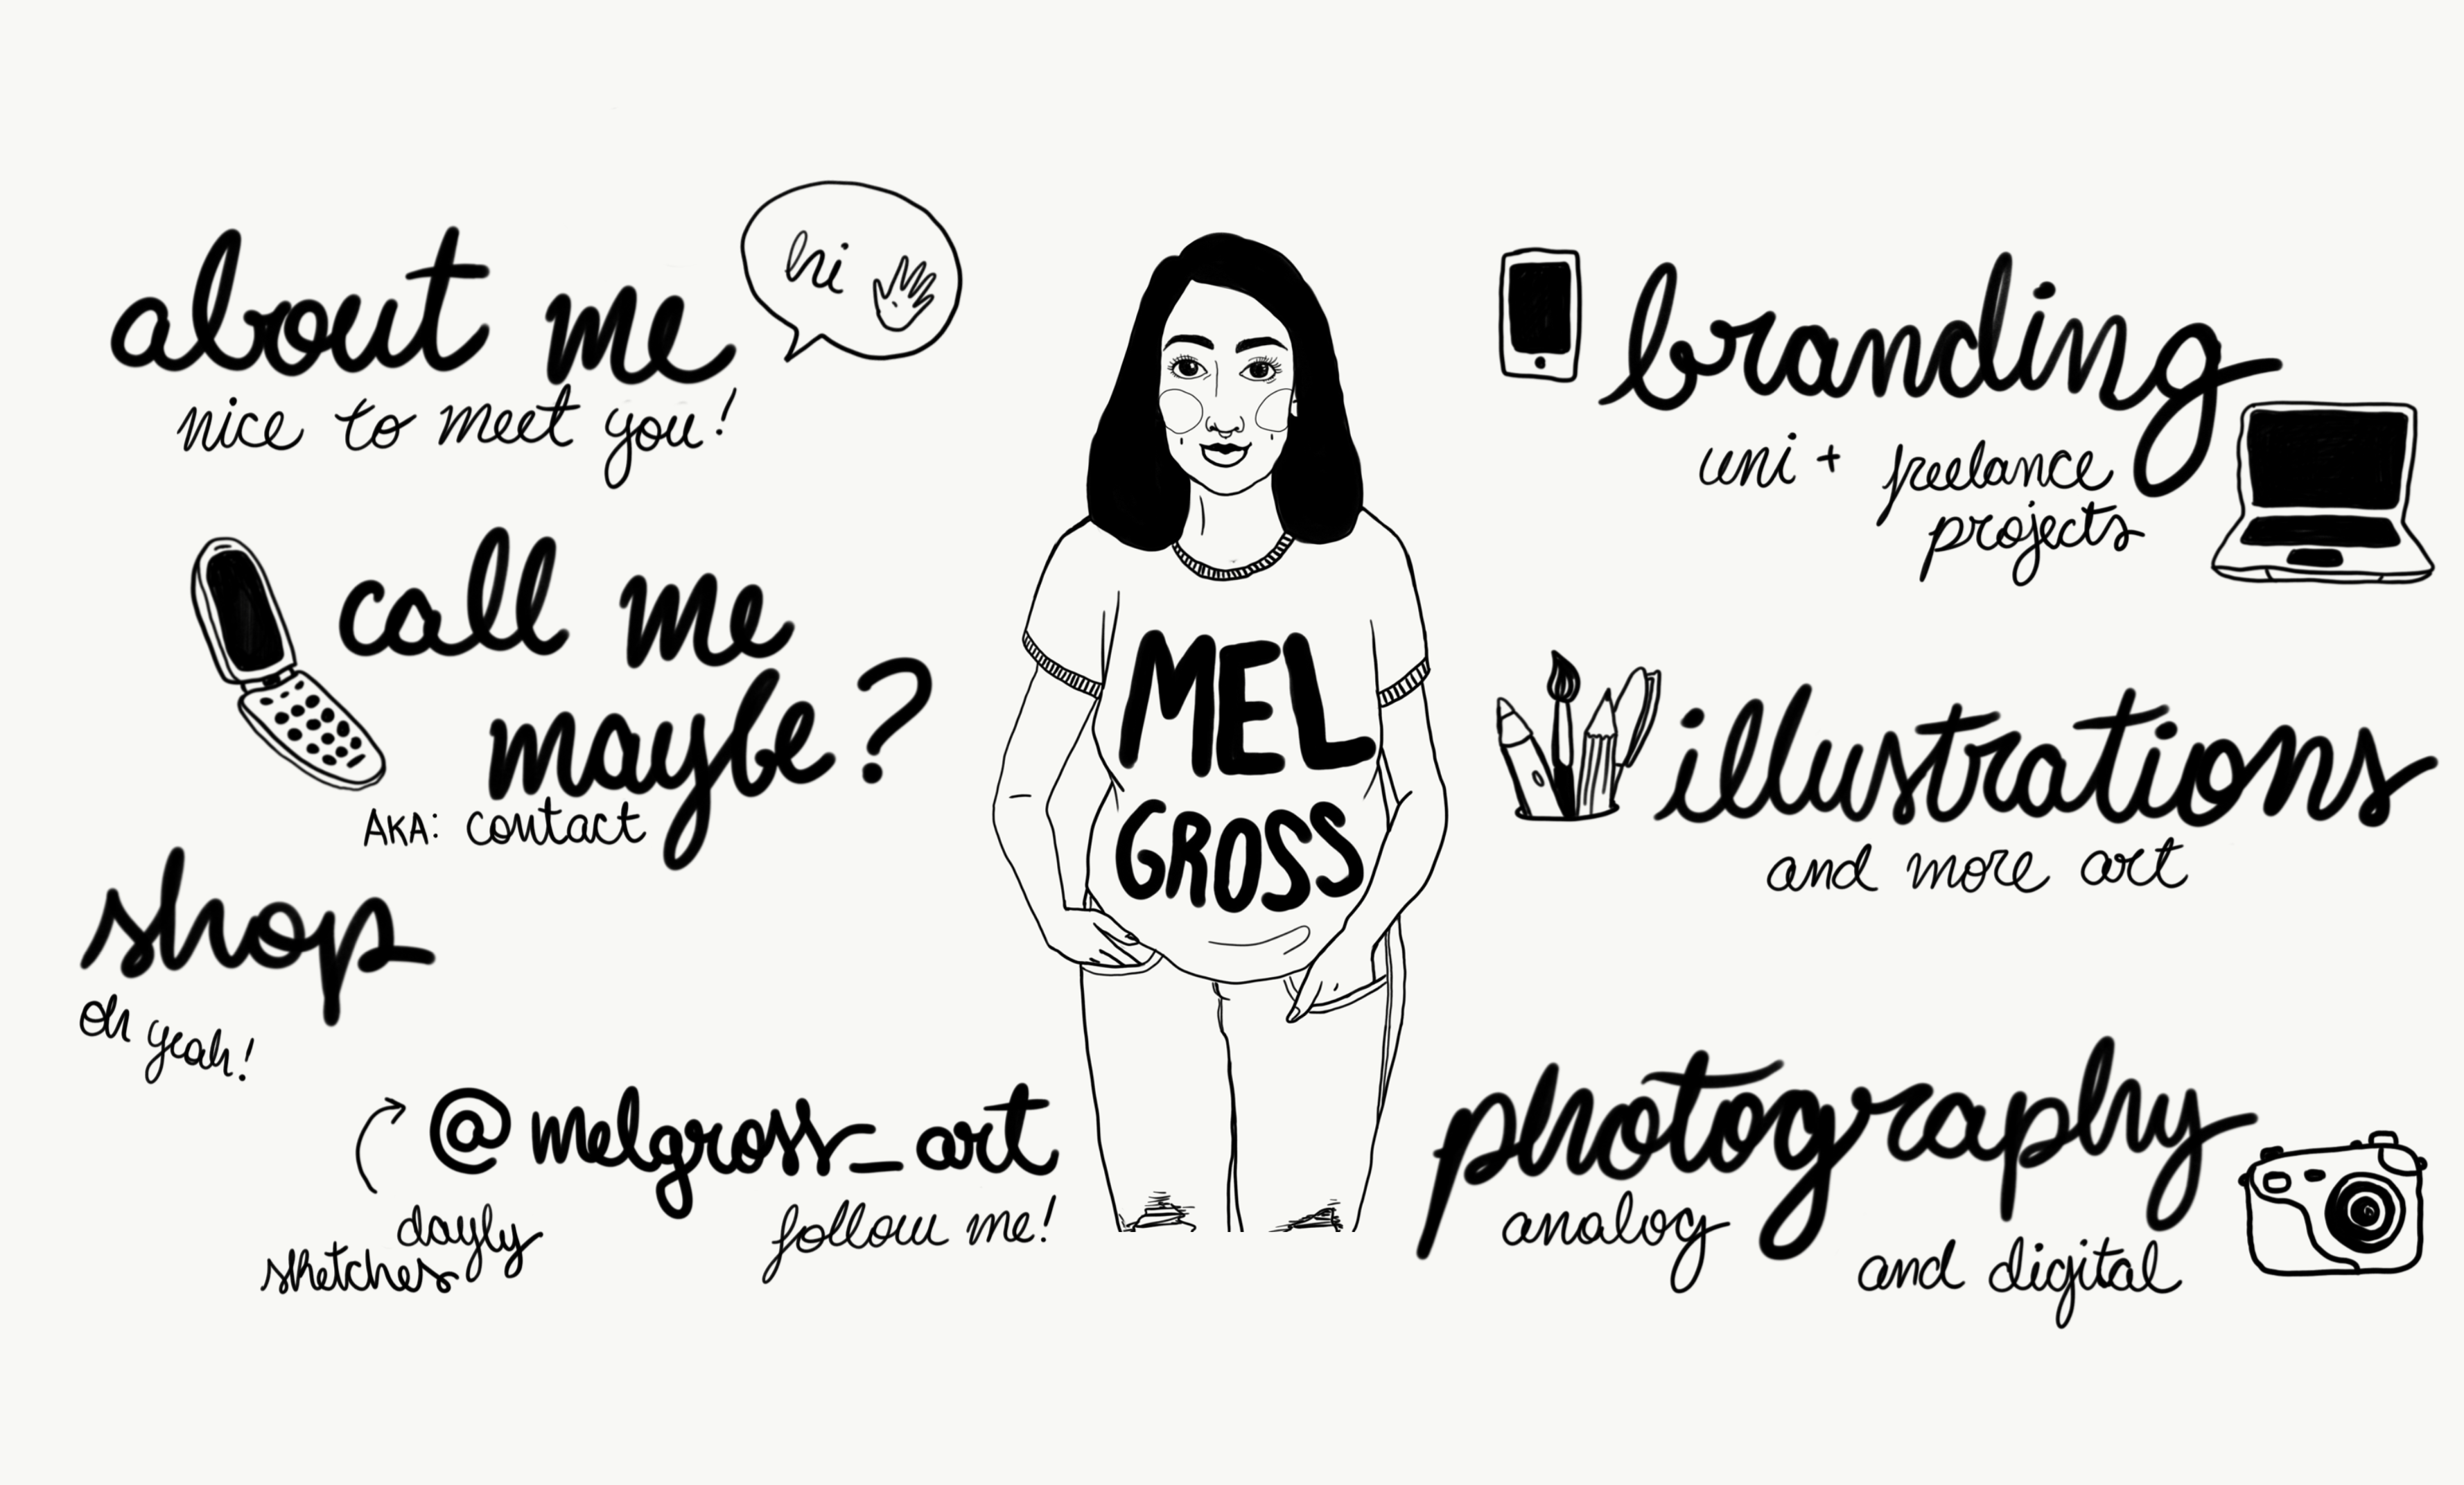 about me
hi
nice to meet you!
call me
maybe?
AKA: contact
shop
oh yeah!
@melgross_art
dayly
sketches
follow me!
MEL
GROSS
branding
uni + freelance
projects
illustrations
and more art
photography
analog
and digital